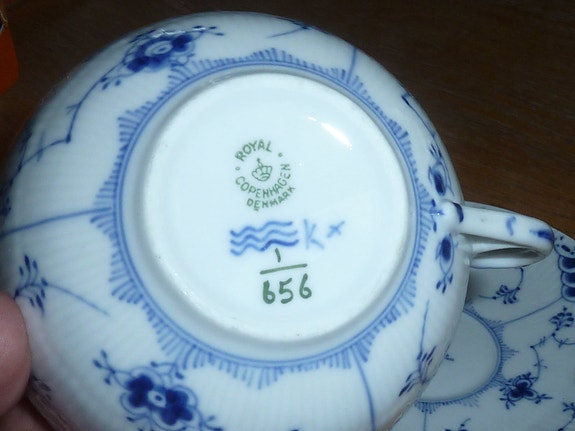 ROYAL
COPENHAGEN
DENMARK
K×
1
656